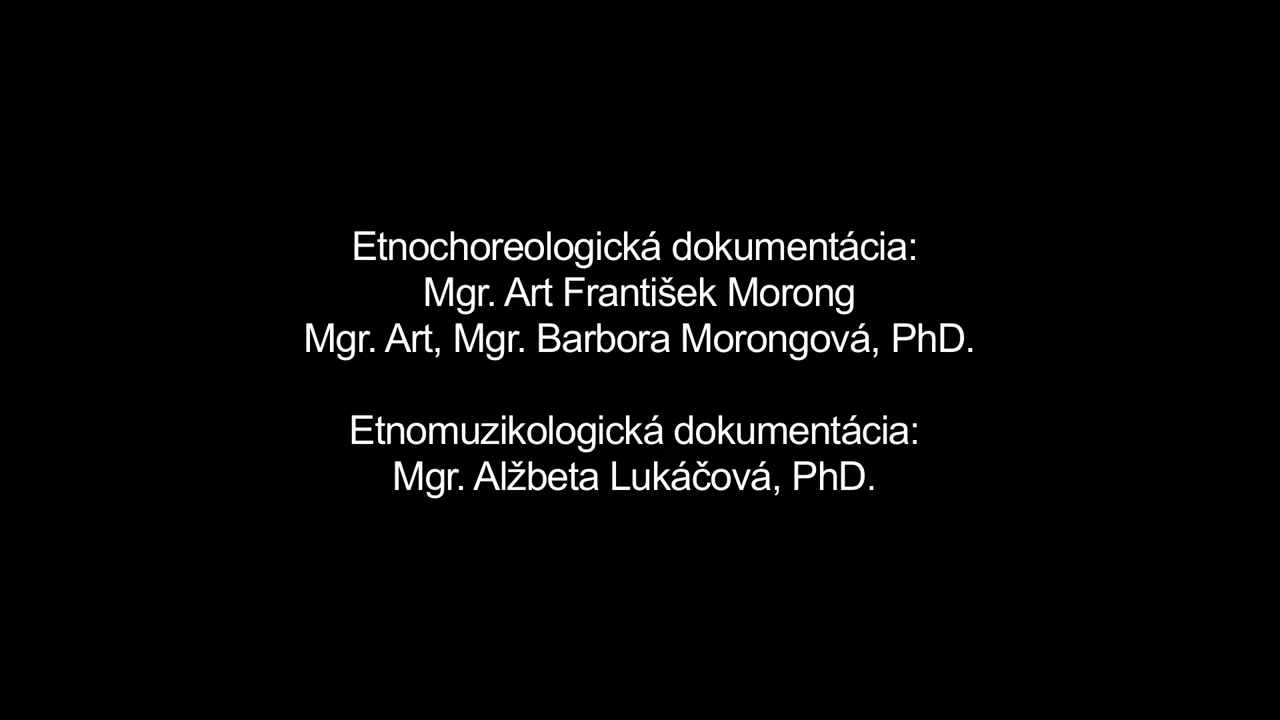 Etnochoreologická dokumentácia:
Mgr. Art František Morong
Mgr. Art, Mgr. Barbora Morongová, PhD.
Etnomuzikologická dokumentácia:
Mgr. Alžbeta Lukáčová, PhD.